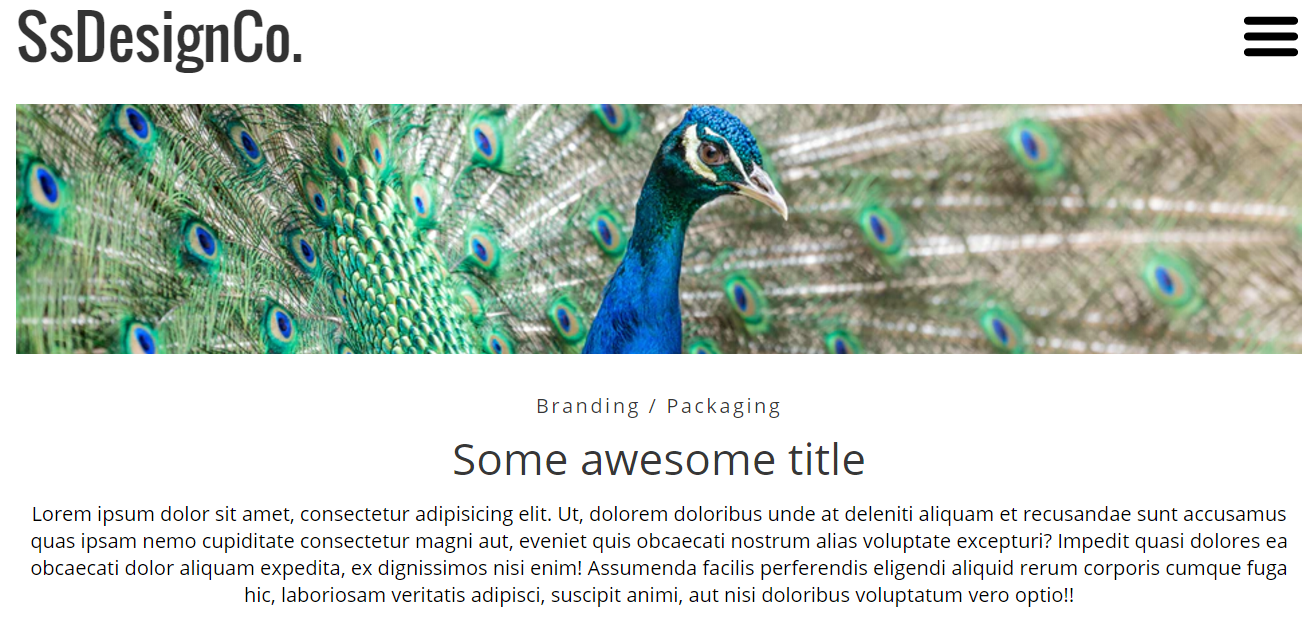 SsDesignCo.
Branding / Packaging
Some awesome title
Lorem ipsum dolor sit amet, consectetur adipisicing elit. Ut, dolorem doloribus unde at deleniti aliquam et recusandae sunt accusamus
quas ipsam nemo cupiditate consectetur magni aut, eveniet quis obcaecati nostrum alias voluptate excepturi? Impedit quasi dolores ea
obcaecati dolor aliquam expedita, ex dignissimos nisi enim! Assumenda facilis perferendis eligendi aliquid rerum corporis cumque fuga
hic, laboriosam veritatis adipisci, suscipit animi, aut nisi doloribus voluptatum vero optio!!